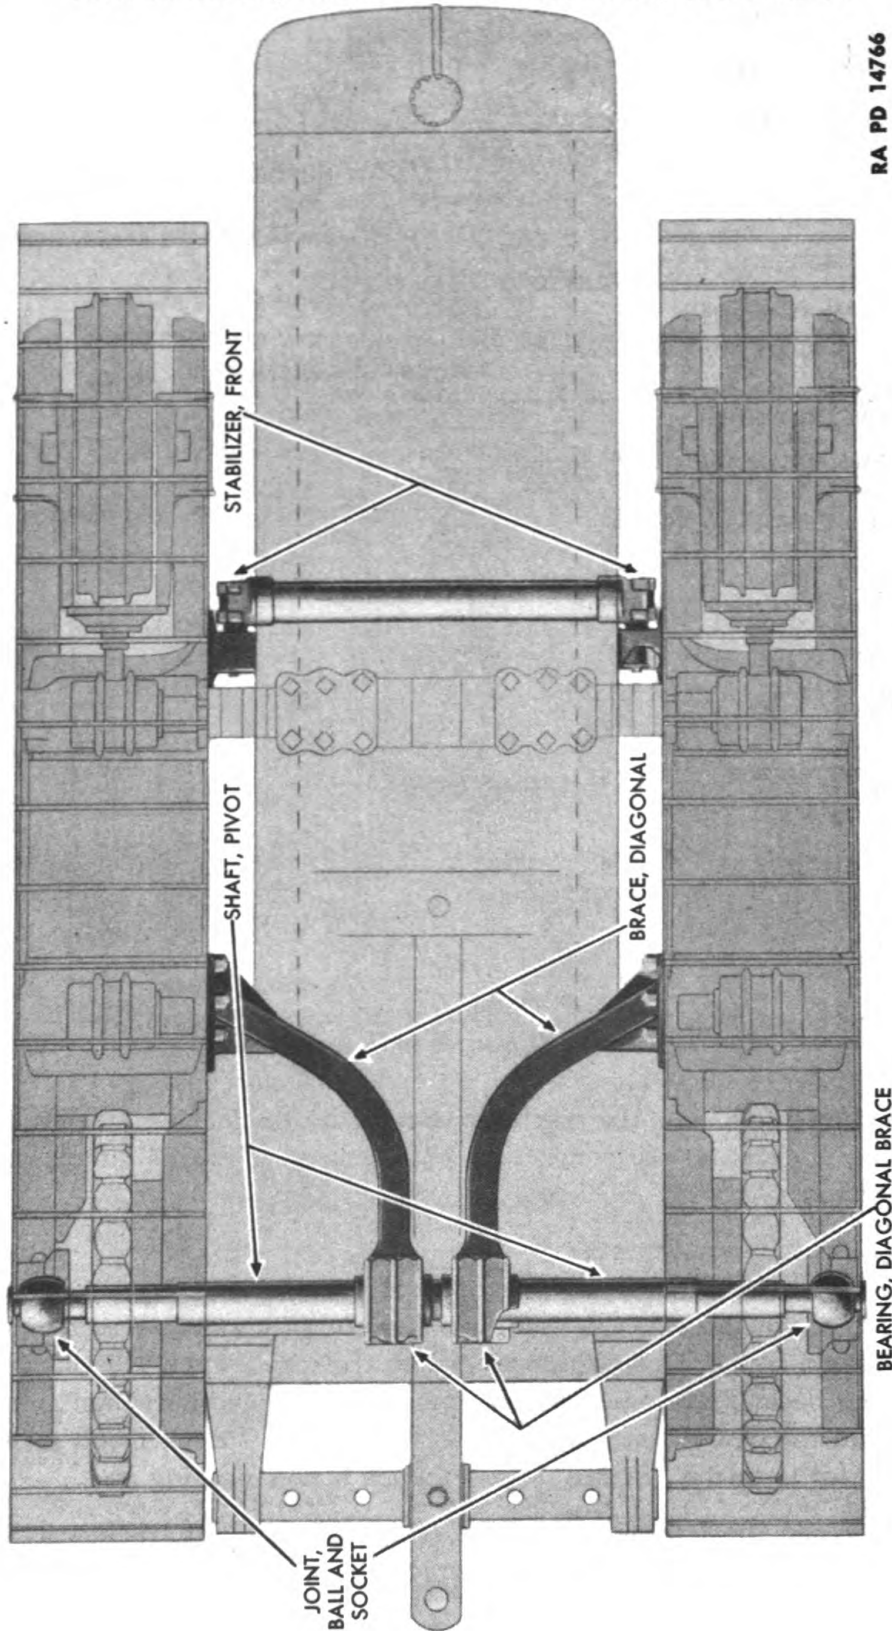 STABILIZER, FRONT
SHAFT, PIVOT
BRACE, DIAGONAL
JOINT,
BALL AND
SOCKET
BEARING, DIAGONAL BRACE
RA PD 14766